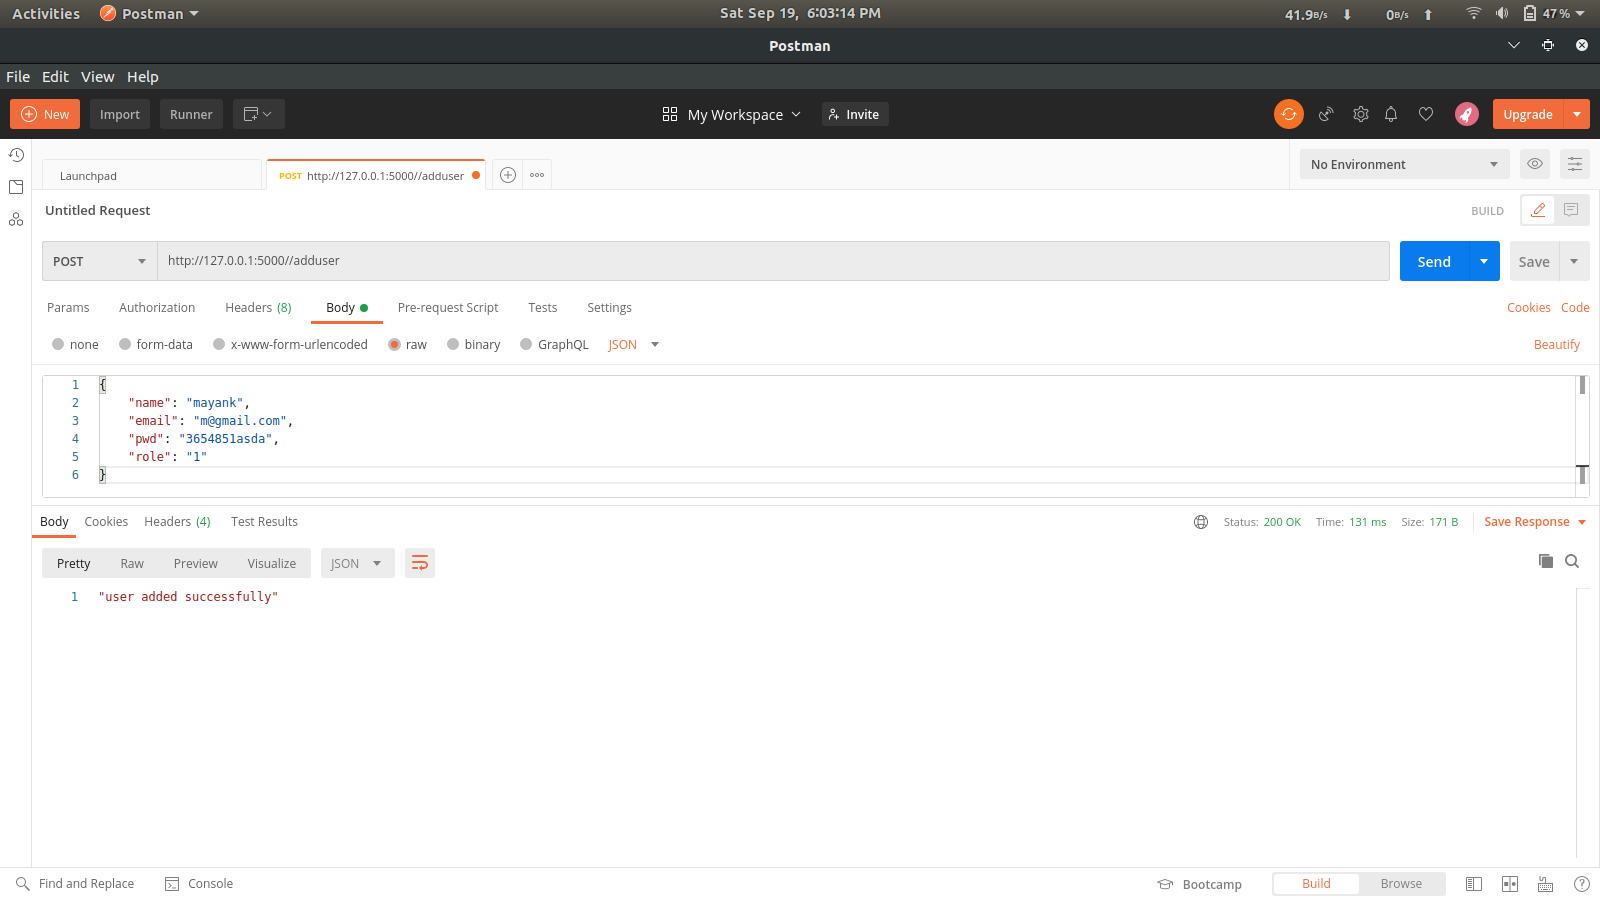 Activities Postman Sat Sep 19, 6:03:14 PM 41.9B/s 0B/s 47 %
Postman
File Edit View Help
New Import Runner My Workspace Invite Upgrade
Launchpad POST http://127.0.0.1:5000//adduser No Environment
Untitled Request BUILD
POST http://127.0.0.1:5000//adduser Send Save
Params Authorization Headers (8) Body Pre-request Script Tests Settings Cookies Code
none form-data x-www-form-urlencoded raw binary GraphQL JSON Beautify
1 {
2 "name": "mayank",
3 "email": "m@gmail.com",
4 "pwd": "3654851asda",
5 "role": "1"
6 }
Body Cookies Headers (4) Test Results Status: 200 OK Time: 131 ms Size: 171 B Save Response
Pretty Raw Preview Visualize JSON
1 "user added successfully"
Find and Replace Console Bootcamp Build Browse